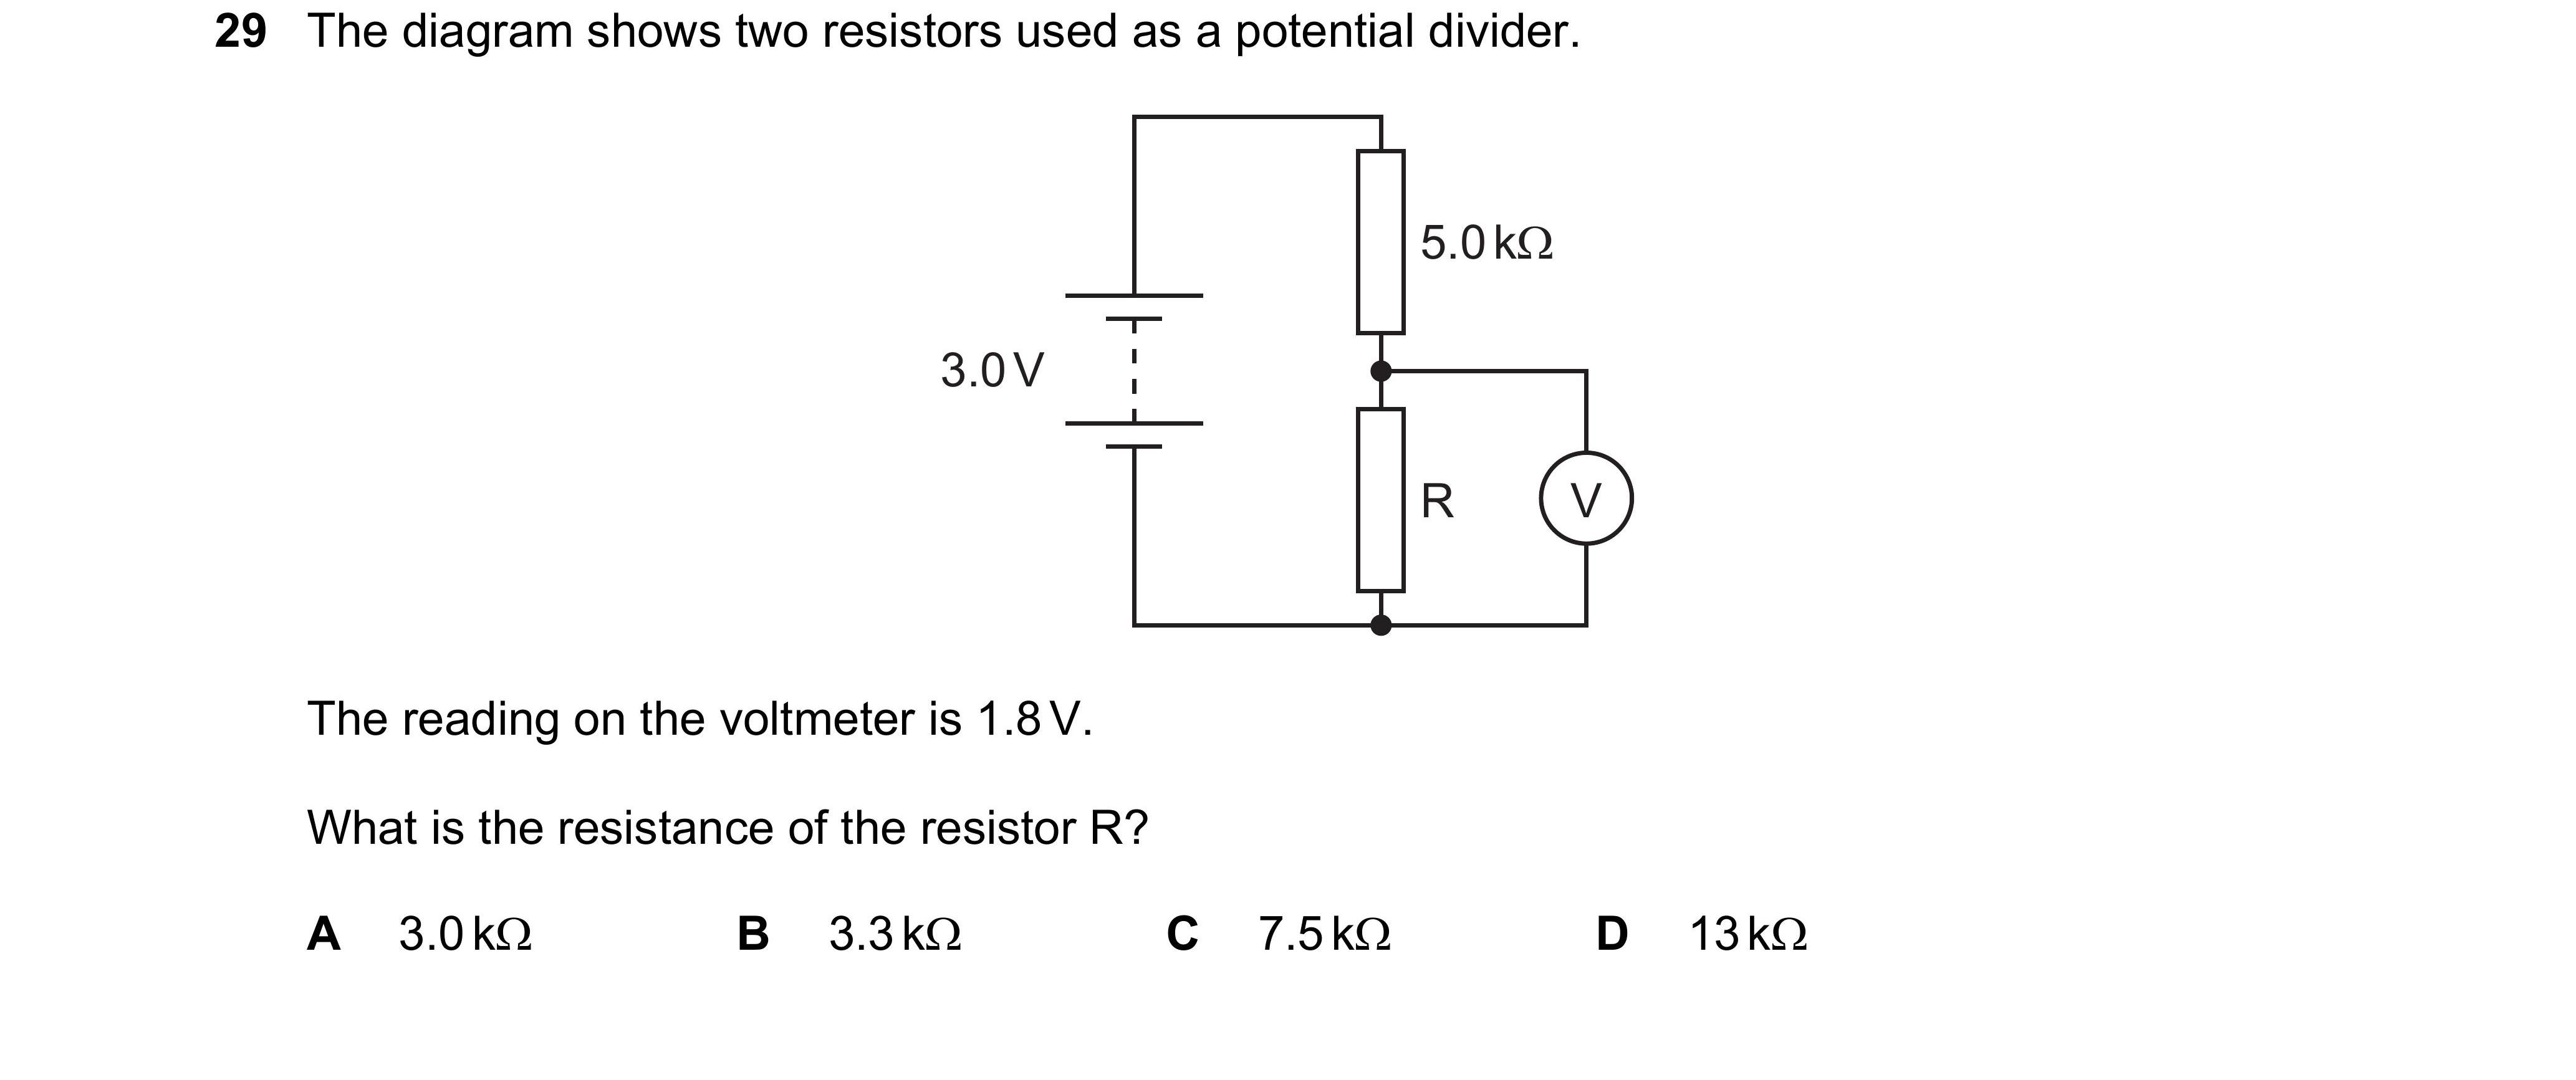 29 The diagram shows two resistors used as a potential divider.
5.0 kΩ
3.0 V
R
V
The reading on the voltmeter is 1.8 V.
What is the resistance of the resistor R?
A 3.0 kΩ B 3.3 kΩ C 7.5 kΩ D 13 kΩ